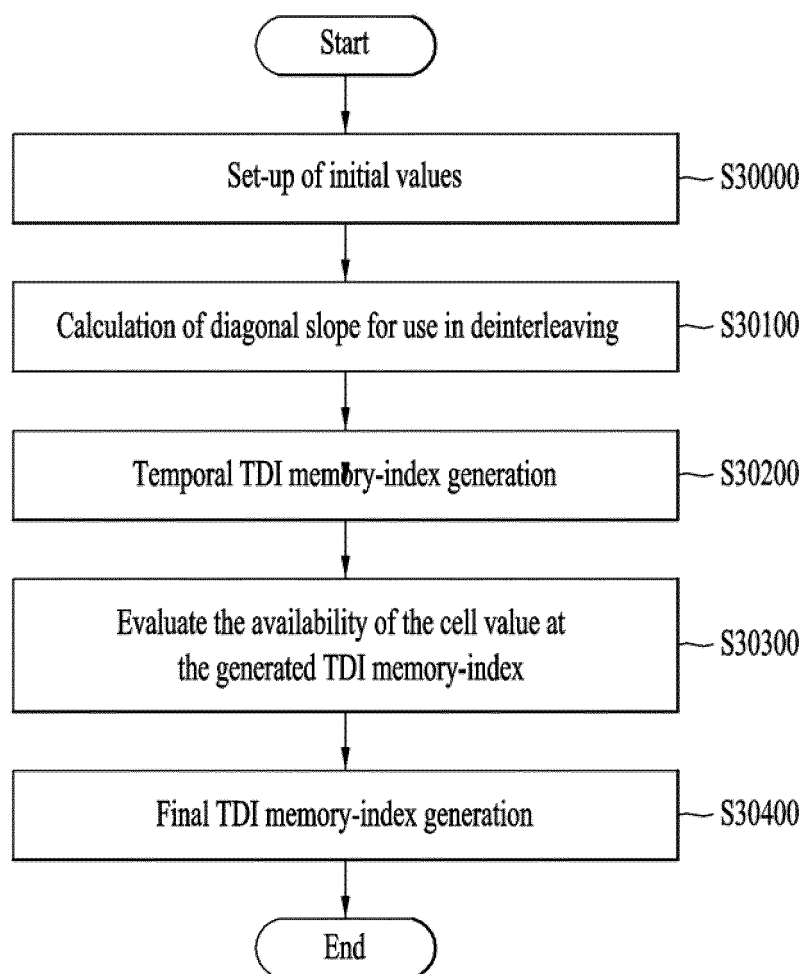 Start
Set-up of initial values
S30000
Calculation of diagonal slope for use in deinterleaving
S30100
Temporal TDI memory-index generation
S30200
Evaluate the availability of the cell value at
the generated TDI memory-index
S30300
Final TDI memory-index generation
S30400
End